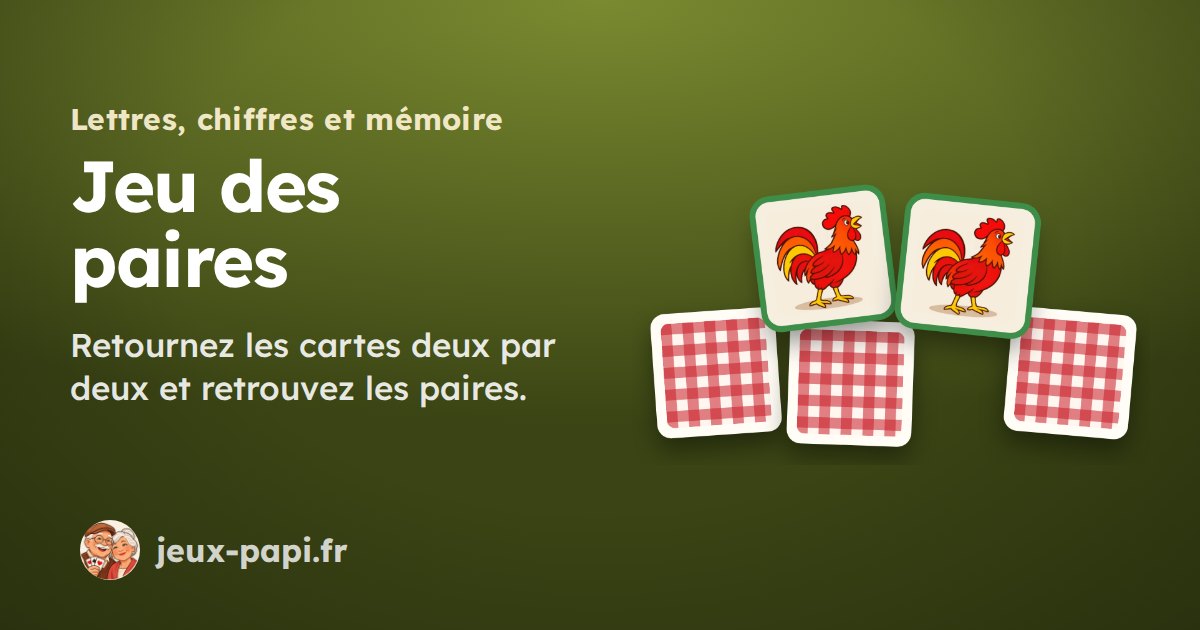 Lettres, chiffres et mémoire
Jeu des
paires
Retournez les cartes deux par
deux et retrouvez les paires.
jeux-papi.fr